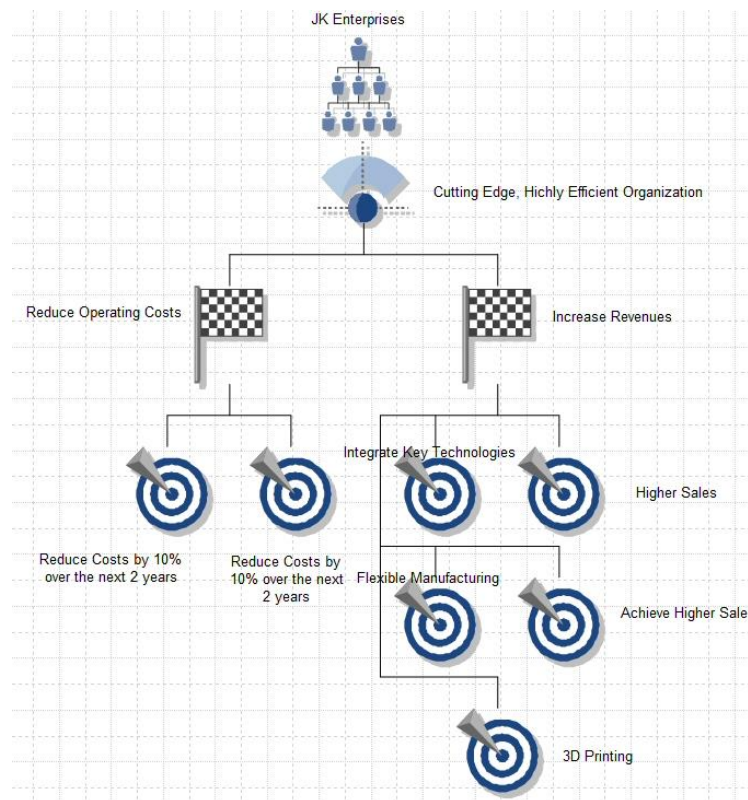 JK Enterprises
Cutting Edge, Hichly Efficient Organization
Reduce Operating Costs
Increase Revenues
Integrate Key Technologies
Higher Sales
Reduce Costs by 10%
over the next 2 years
Reduce Costs by
10% over the next
2 years
Flexible Manufacturing
Achieve Higher Sale
3D Printing